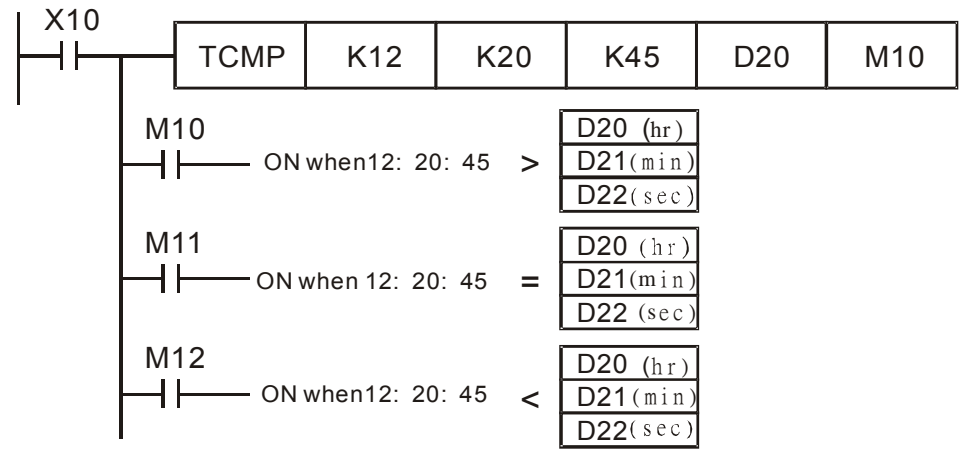 X10
TCMP K12 K20 K45 D20 M10
M10
D20 (hr)
ON when12: 20: 45 > D21(min)
D22(sec)
M11
D20 (hr)
ON when 12: 20: 45 = D21(min)
D22 (sec)
M12
D20 (hr)
ON when12: 20: 45 < D21(min)
D22(sec)